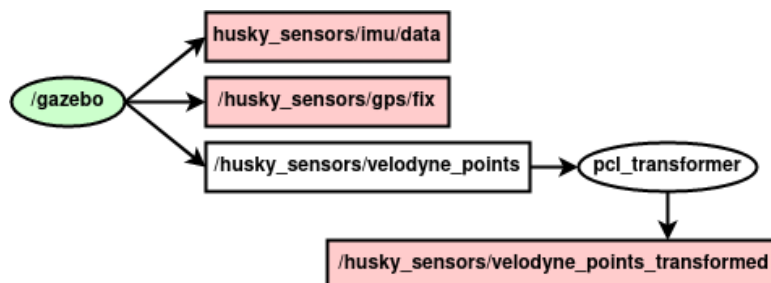 husky_sensors/imu/data
/gazebo
/husky_sensors/gps/fix
/husky_sensors/velodyne_points
pcl_transformer
/husky_sensors/velodyne_points_transformed